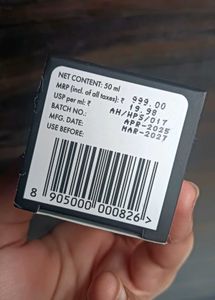 NET CONTENT: 50 ml
MRP (incl. of all taxes): ₹ 999.00
USP per ml: ₹ 19.98
BATCH NO.: AH/HPS/017
MFG. DATE: APR-2025
USE BEFORE: MAR-2027
8 905000 000826 >